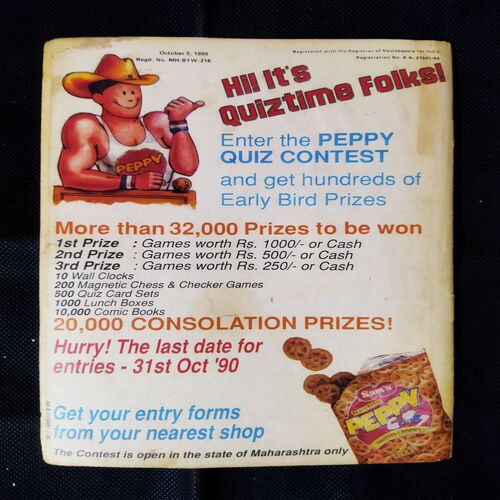 October 5, 1990
Regd. No. MH/BYW-216
Registered with the Registrar of Newspapers for India
Hi! It's
Quiztime Folks!
Enter the PEPPY
QUIZ CONTEST
and get hundreds of
Early Bird Prizes
PEPPY
More than 32,000 Prizes to be won
1st Prize : Games worth Rs. 1000/- or Cash
2nd Prize : Games worth Rs. 500/- or Cash
3rd Prize : Games worth Rs. 250/- or Cash
10 Wall Clocks
200 Magnetic Chess & Checker Games
500 Quiz Card Sets
1000 Lunch Boxes
10,000 Comic Books
20,000 CONSOLATION PRIZES!
Hurry! The last date for
entries - 31st Oct '90
Sam's
PEPPY
Get your entry forms
from your nearest shop
The Contest is open in the state of Maharashtra only